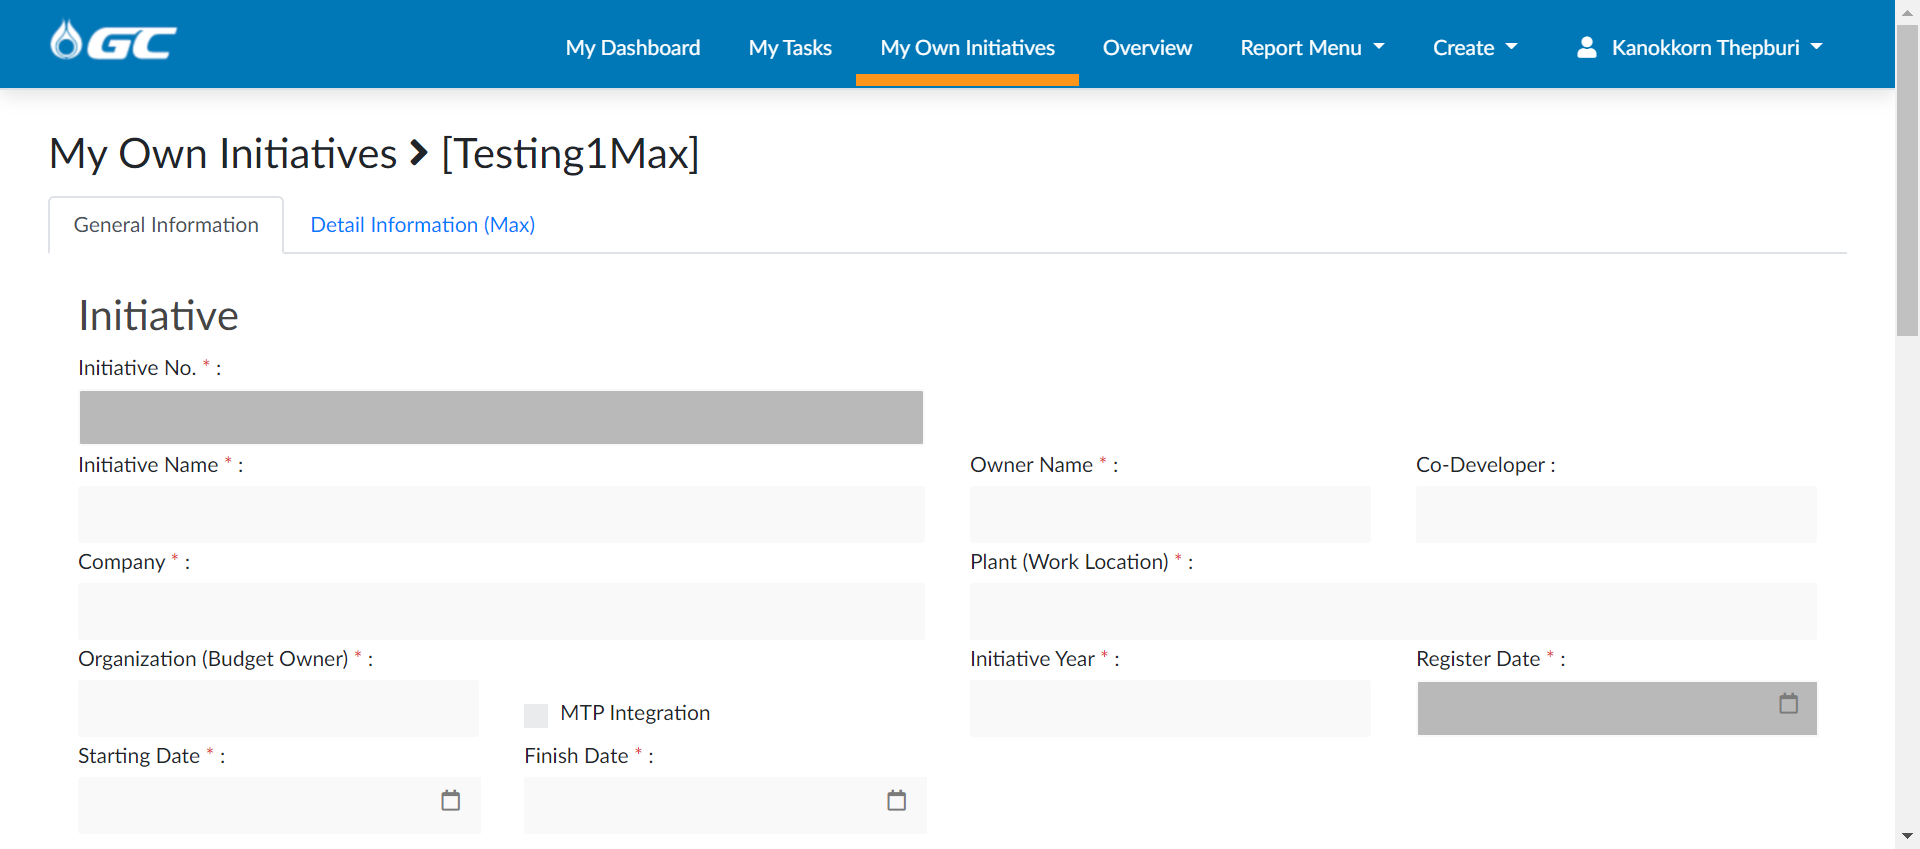 GC
My Dashboard My Tasks My Own Initiatives Overview Report Menu Create Kanokkorn Thepburi
My Own Initiatives > [Testing1Max]
General Information Detail Information (Max)
Initiative
Initiative No. * :
Initiative Name * : Owner Name * : Co-Developer :
Company * : Plant (Work Location) * :
Organization (Budget Owner) * : Initiative Year * : Register Date * :
MTP Integration
Starting Date * : Finish Date * :